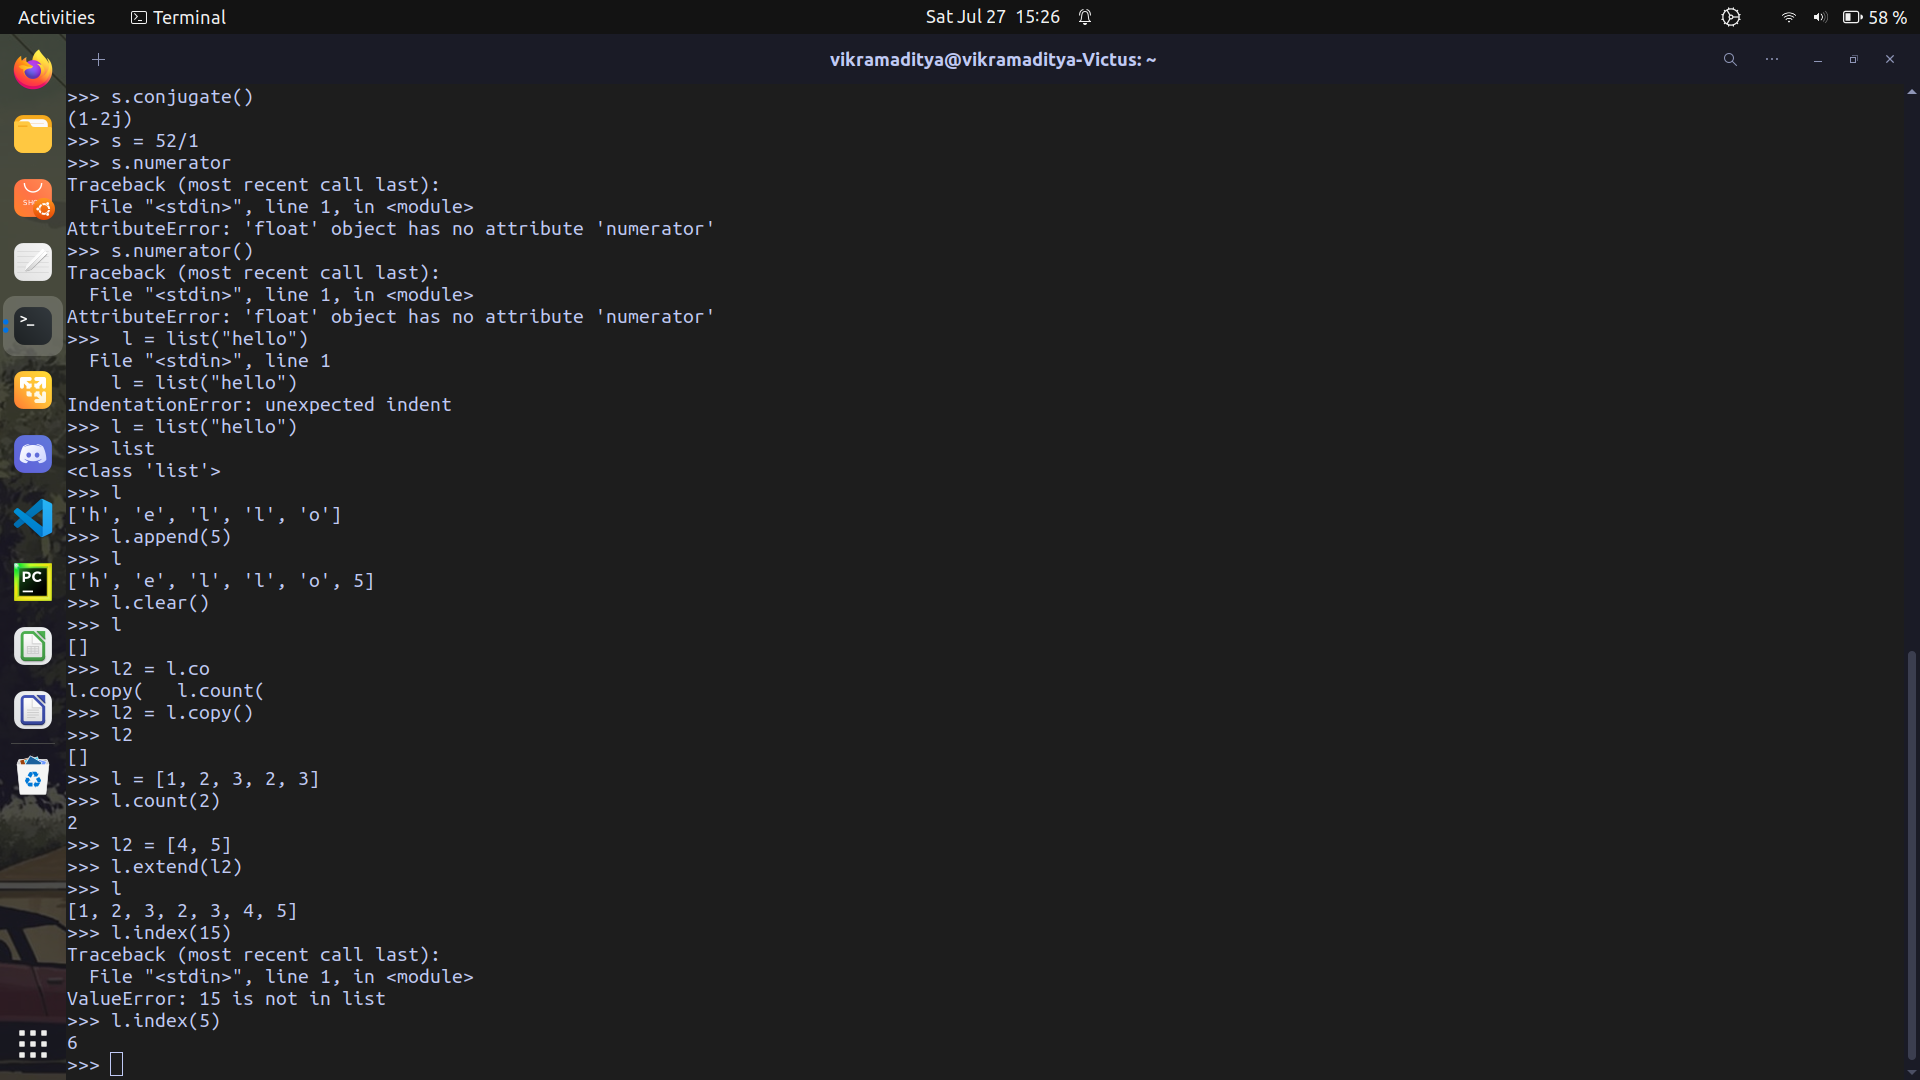 Activities
Terminal
Sat Jul 27 15:26
58 %
vikramaditya@vikramaditya-Victus: ~
>>> s.conjugate()
(1-2j)
>>> s = 52/1
>>> s.numerator
Traceback (most recent call last):
  File "<stdin>", line 1, in <module>
AttributeError: 'float' object has no attribute 'numerator'
>>> s.numerator()
Traceback (most recent call last):
  File "<stdin>", line 1, in <module>
AttributeError: 'float' object has no attribute 'numerator'
>>>  l = list("hello")
  File "<stdin>", line 1
    l = list("hello")
IndentationError: unexpected indent
>>> l = list("hello")
>>> list
<class 'list'>
>>> l
['h', 'e', 'l', 'l', 'o']
>>> l.append(5)
>>> l
['h', 'e', 'l', 'l', 'o', 5]
>>> l.clear()
>>> l
[]
>>> l2 = l.co
l.copy(   l.count(
>>> l2 = l.copy()
>>> l2
[]
>>> l = [1, 2, 3, 2, 3]
>>> l.count(2)
2
>>> l2 = [4, 5]
>>> l.extend(l2)
>>> l
[1, 2, 3, 2, 3, 4, 5]
>>> l.index(15)
Traceback (most recent call last):
  File "<stdin>", line 1, in <module>
ValueError: 15 is not in list
>>> l.index(5)
6
>>>
PC